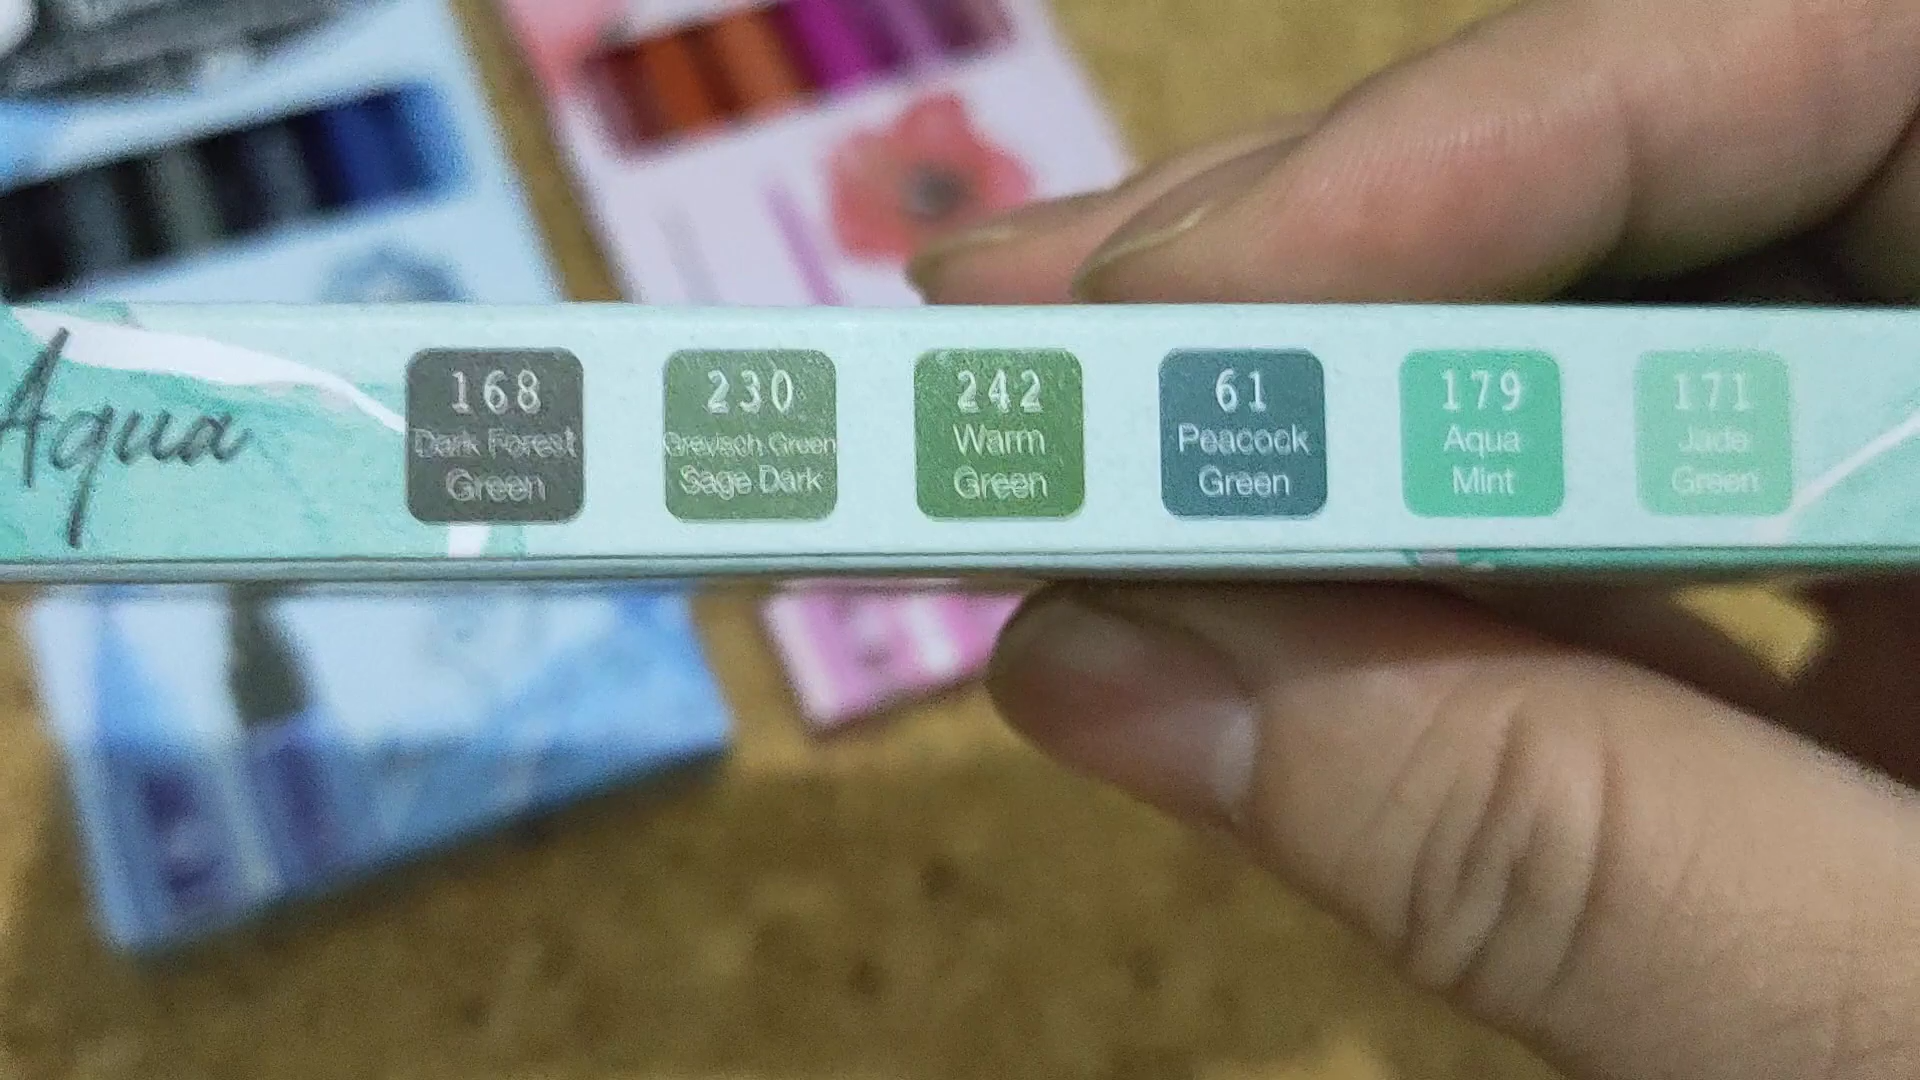 Aqua
168
Dark Forest
Green
230
Greyisch Green
Sage Dark
242
Warm
Green
61
Peacock
Green
179
Aqua
Mint
171
Jade
Green